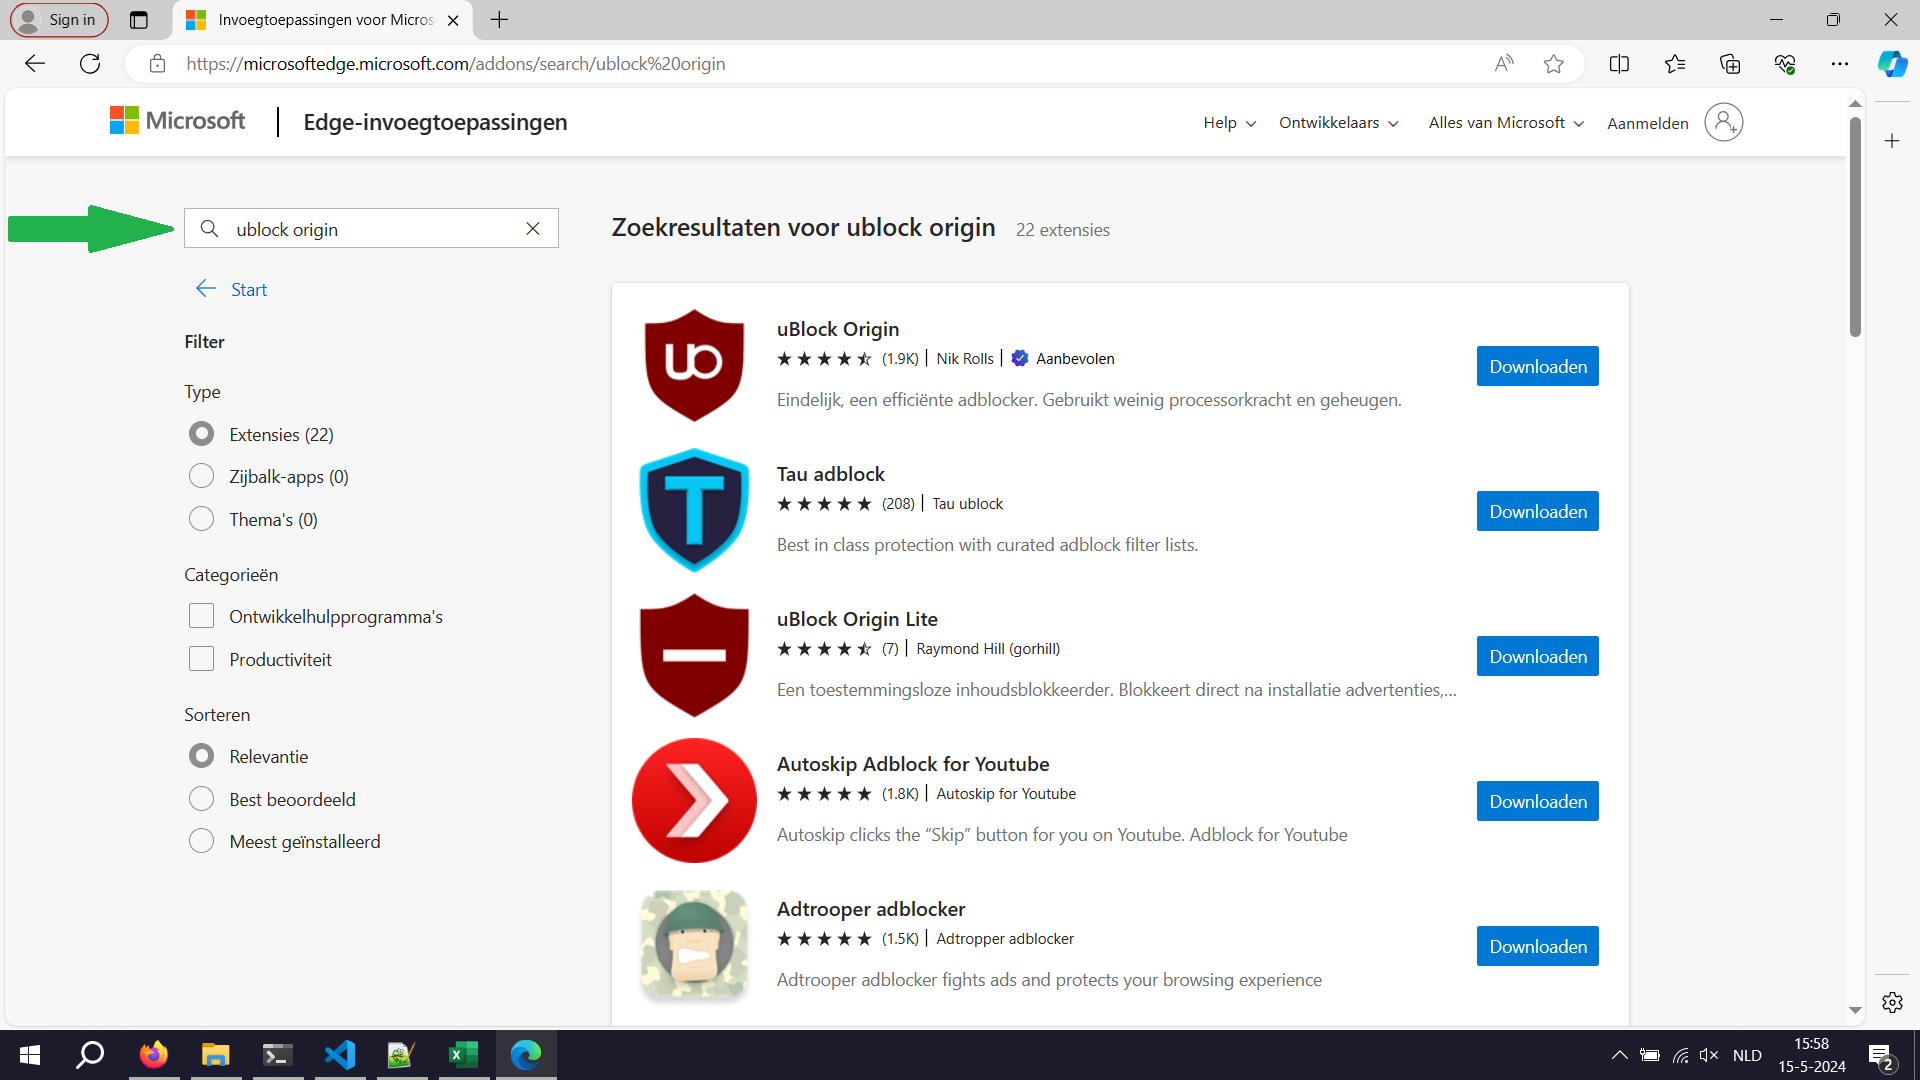 Sign in
Invoegtoepassingen voor Micros
https://microsoftedge.microsoft.com/addons/search/ublock%20origin
Microsoft
Edge-invoegtoepassingen
Help
Ontwikkelaars
Alles van Microsoft
Aanmelden
ublock origin
Start
Filter
Type
Extensies (22)
Zijbalk-apps (0)
Thema's (0)
Categorieën
Ontwikkelhulpprogramma's
Productiviteit
Sorteren
Relevantie
Best beoordeeld
Meest geïnstalleerd
Zoekresultaten voor ublock origin 22 extensies
uBlock Origin
(1.9K) | Nik Rolls | Aanbevolen
Eindelijk, een efficiënte adblocker. Gebruikt weinig processorkracht en geheugen.
Downloaden
Tau adblock
(208) | Tau ublock
Best in class protection with curated adblock filter lists.
Downloaden
uBlock Origin Lite
(7) | Raymond Hill (gorhill)
Een toestemmingsloze inhoudsblokkeerder. Blokkeert direct na installatie advertenties,...
Downloaden
Autoskip Adblock for Youtube
(1.8K) | Autoskip for Youtube
Autoskip clicks the “Skip” button for you on Youtube. Adblock for Youtube
Downloaden
Adtrooper adblocker
(1.5K) | Adtropper adblocker
Adtrooper adblocker fights ads and protects your browsing experience
Downloaden
NLD
15:58
15-5-2024
2